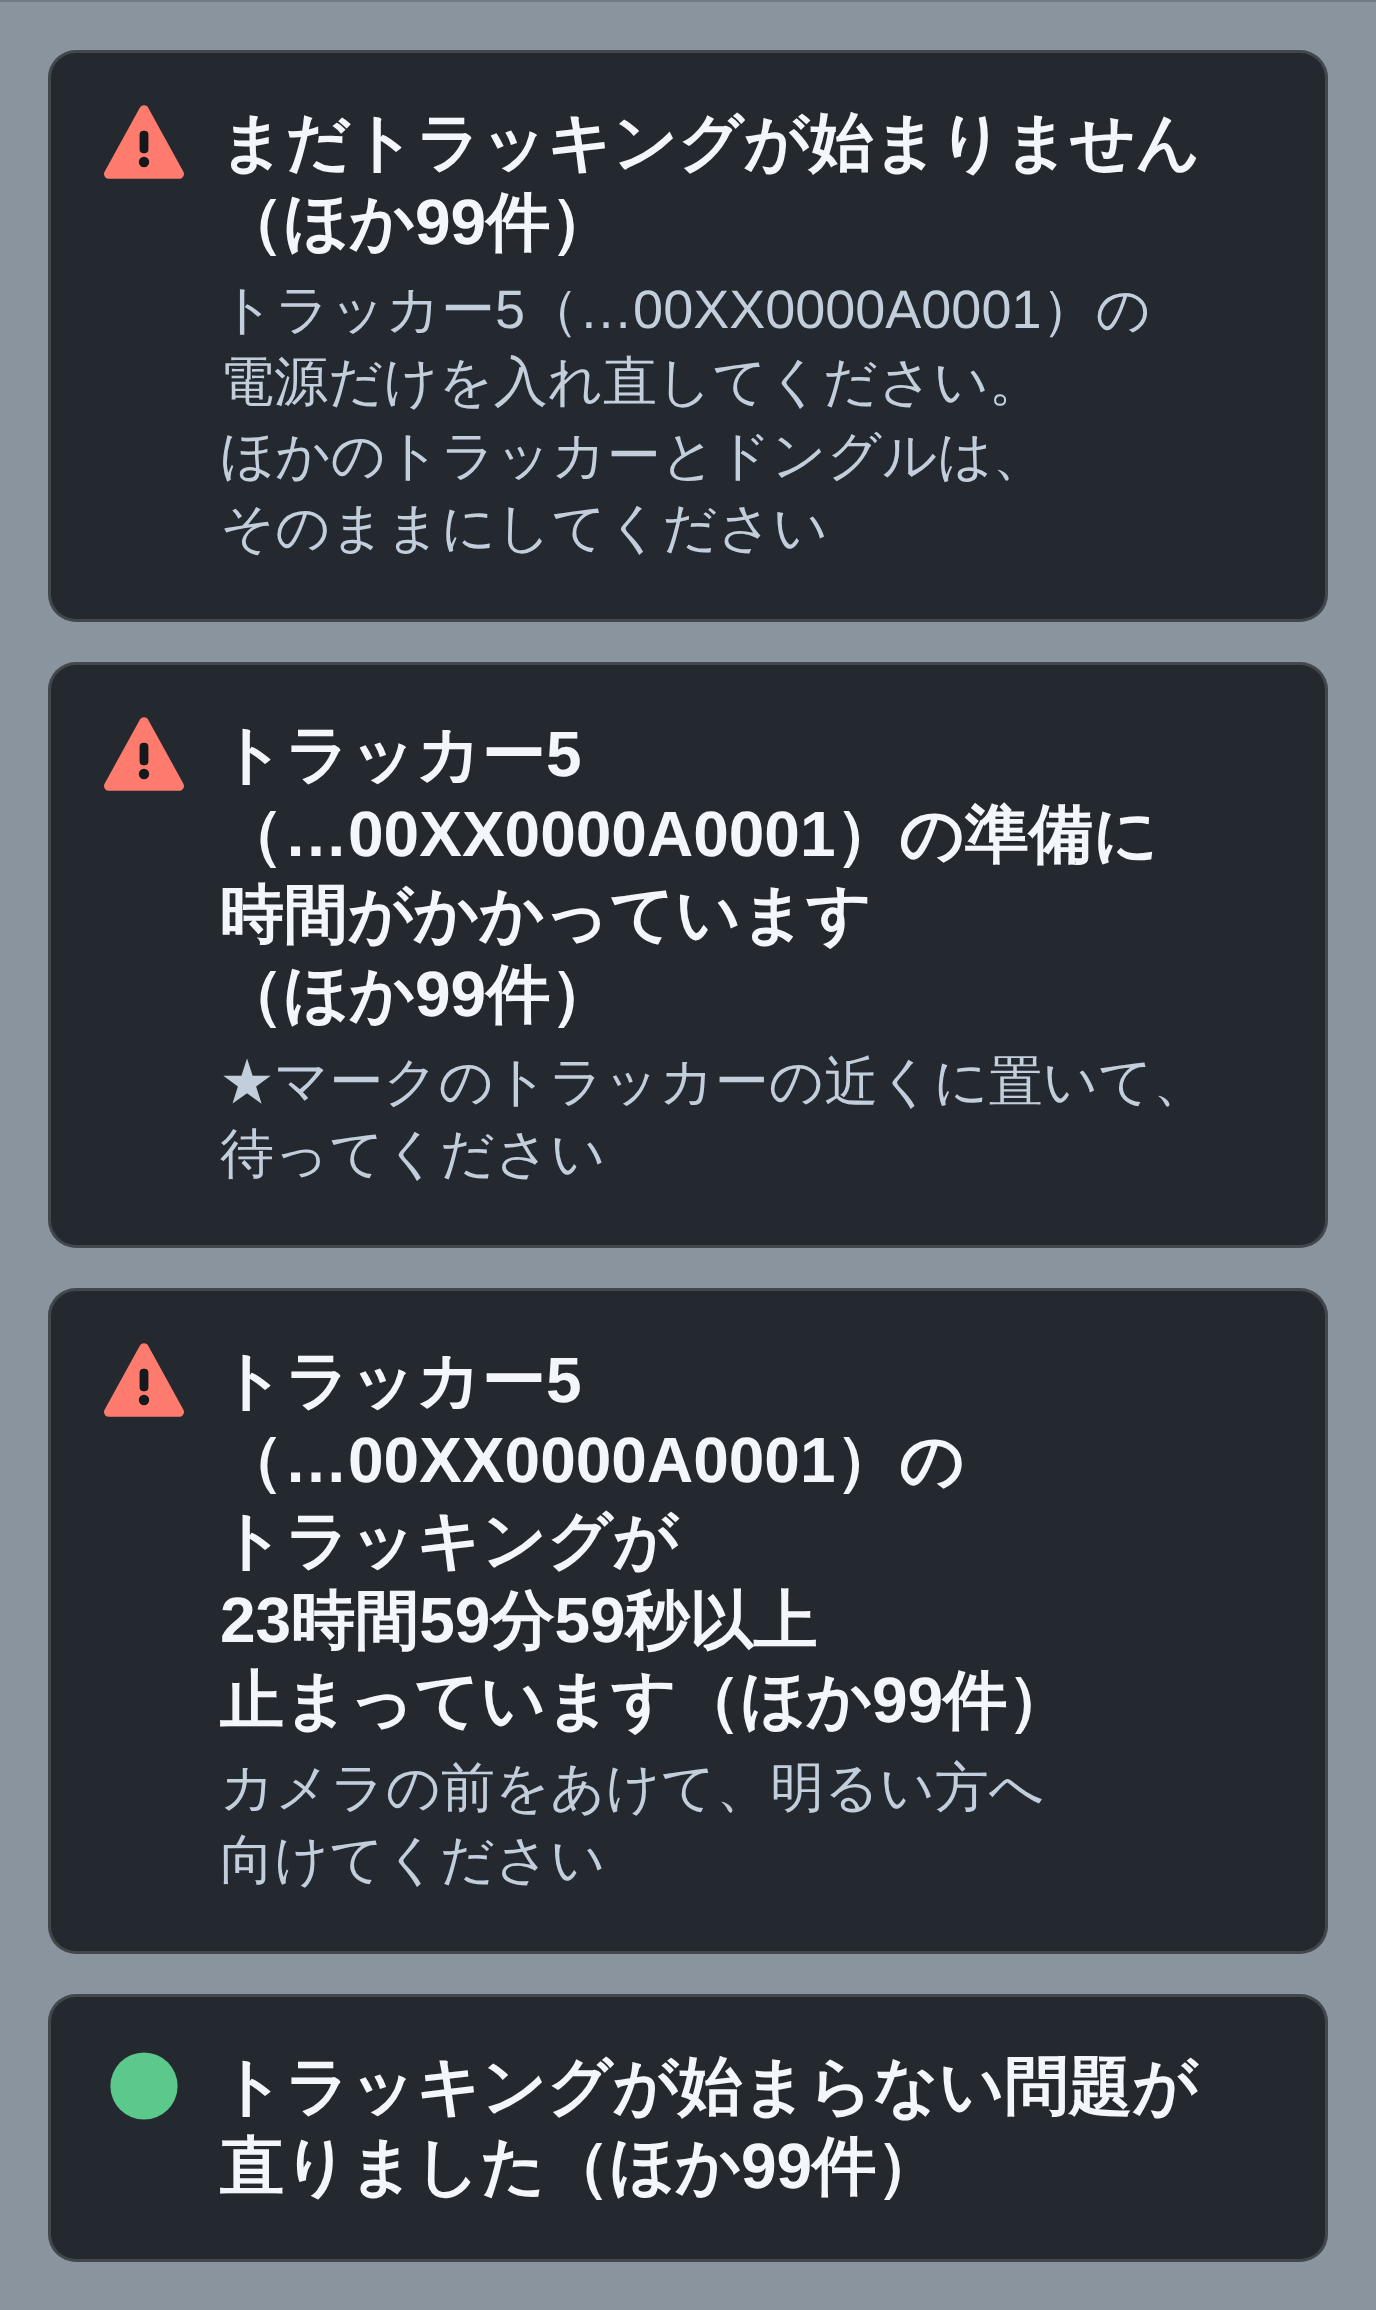 まだトラッキングが始まりません
（ほか99件）
トラッカー5（…00XX0000A0001）の
電源だけを入れ直してください。
ほかのトラッカーとドングルは、
そのままにしてください
トラッカー5
（…00XX0000A0001）の準備に
時間がかかっています
（ほか99件）
★マークのトラッカーの近くに置いて、
待ってください
トラッカー5
（…00XX0000A0001）の
トラッキングが
23時間59分59秒以上
止まっています（ほか99件）
カメラの前をあけて、明るい方へ
向けてください
トラッキングが始まらない問題が
直りました（ほか99件）